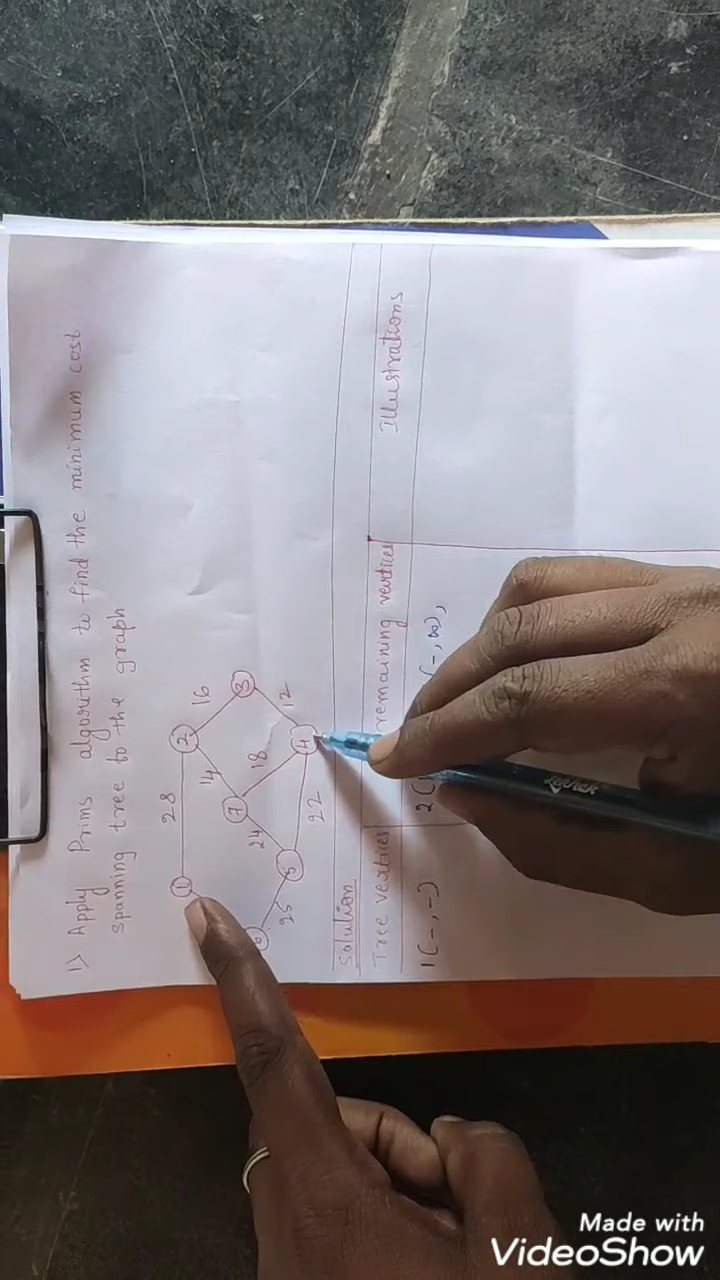 1> Apply Prims algorithm to find the minimum cost
spanning tree to the graph
1
28
2
16
3
14
7
18
12
24
4
5
22
25
6
Solution
Tree vertices
remaining vertices
Illustrations
1(-,-)
2(
(-,∞),
Made with
VideoShow